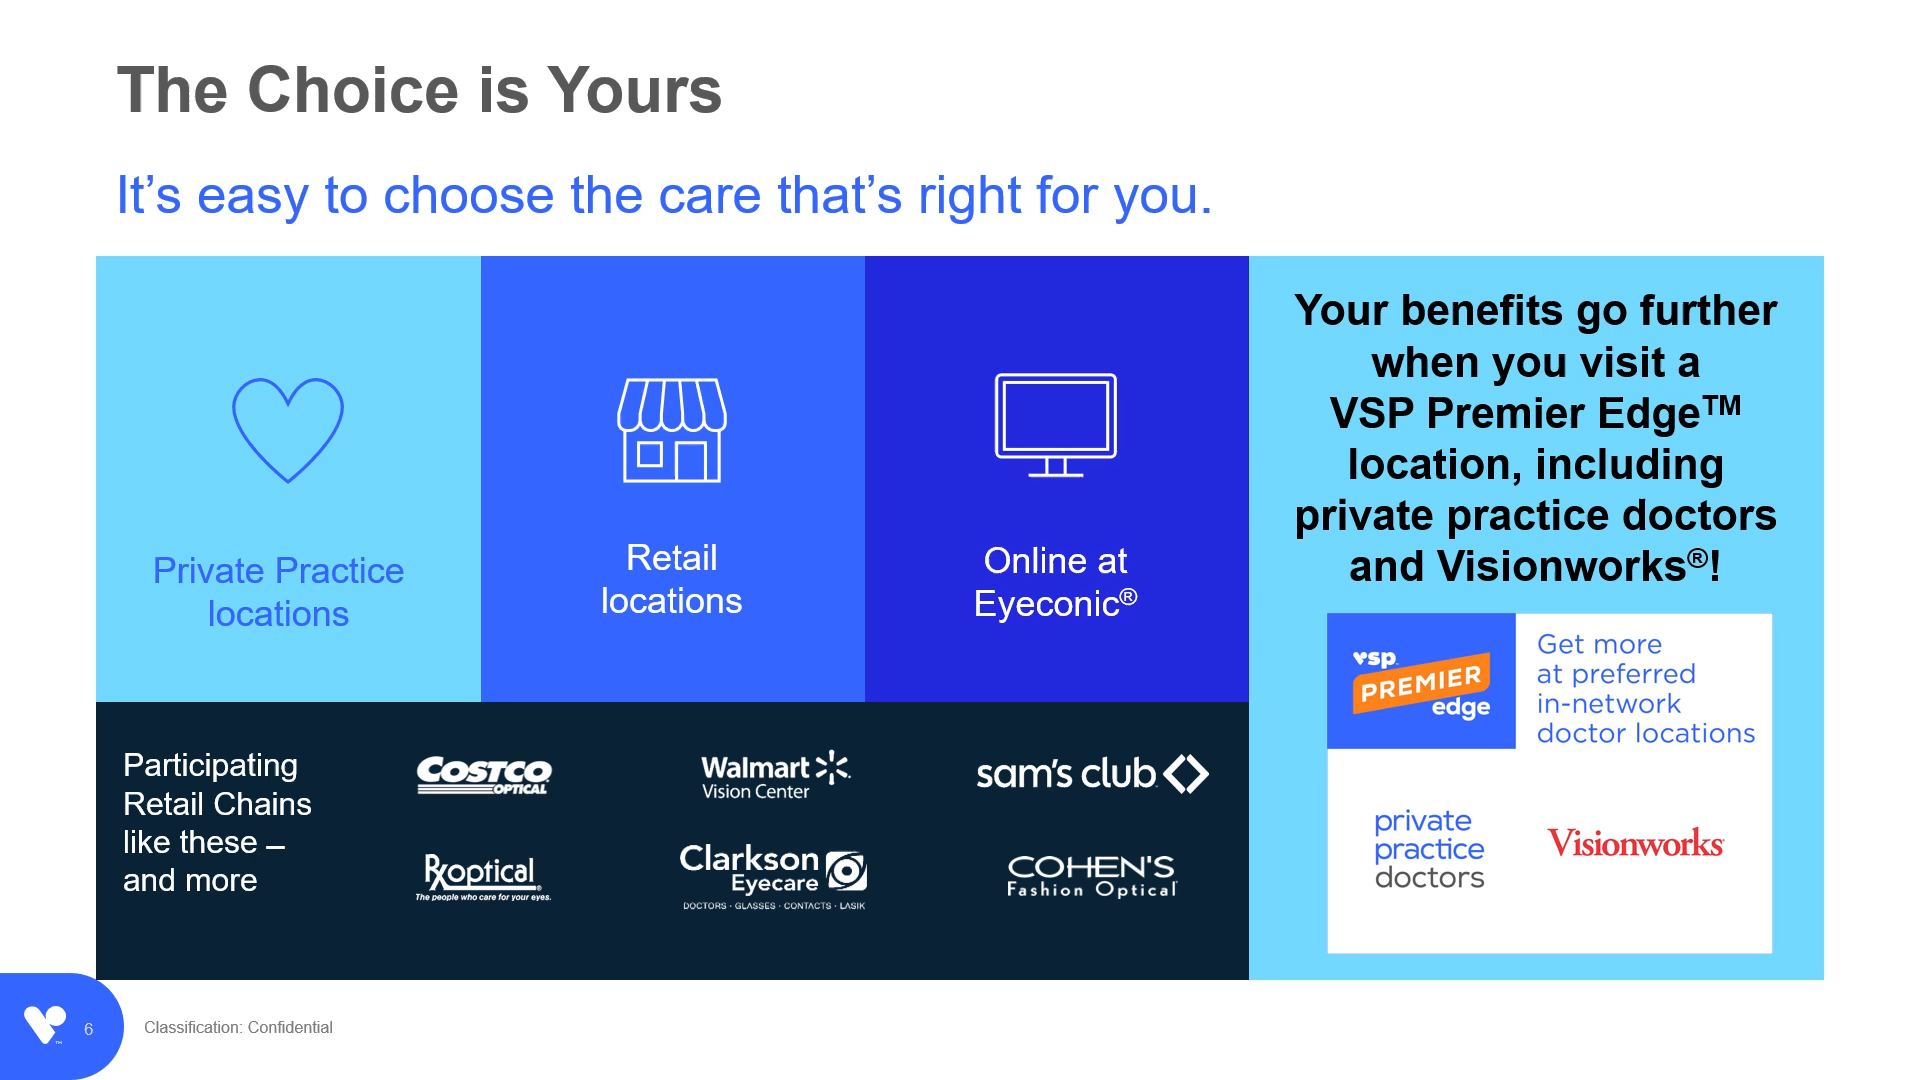 The Choice is Yours
It’s easy to choose the care that’s right for you.
Private Practice
locations
Retail
locations
Online at
Eyeconic®
Your benefits go further
when you visit a
VSP Premier Edge™
location, including
private practice doctors
and Visionworks®!
vsp
PREMIER
edge
Get more
at preferred
in-network
doctor locations
private
practice
doctors
Visionworks
Participating
Retail Chains
like these –
and more
COSTCO
OPTICAL
Walmart
Vision Center
sam's club
Rxoptical®
The people who care for your eyes.
Clarkson
Eyecare
DOCTORS · GLASSES · CONTACTS · LASIK
COHEN'S
Fashion Optical
6
Classification: Confidential